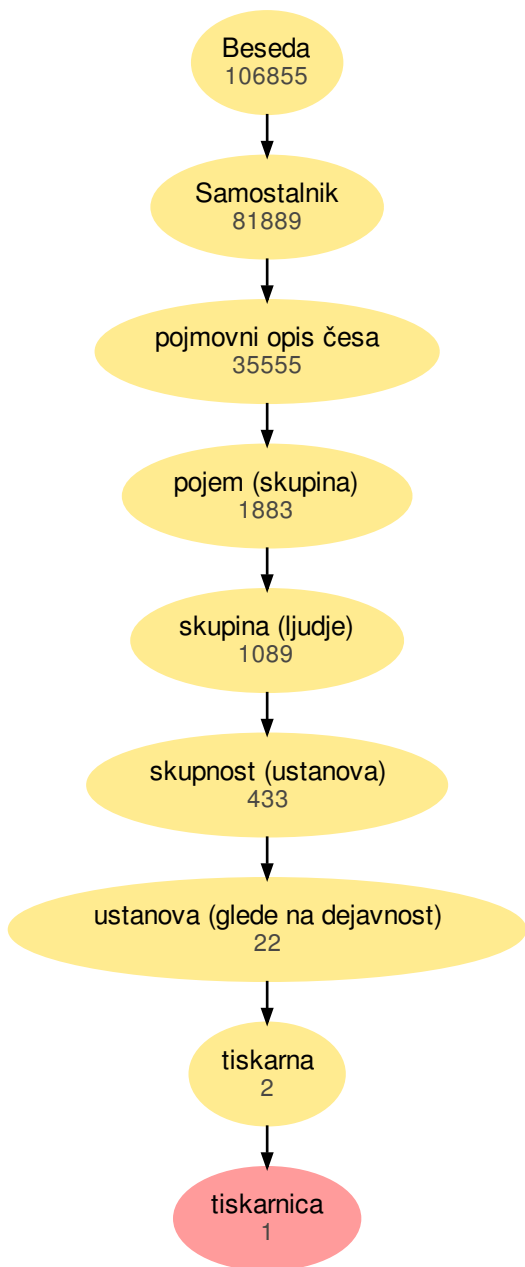 Beseda
106855
Samostalnik
81889
pojmovni opis česa
35555
pojem (skupina)
1883
skupina (ljudje)
1089
skupnost (ustanova)
433
ustanova (glede na dejavnost)
22
tiskarna
2
tiskarnica
1